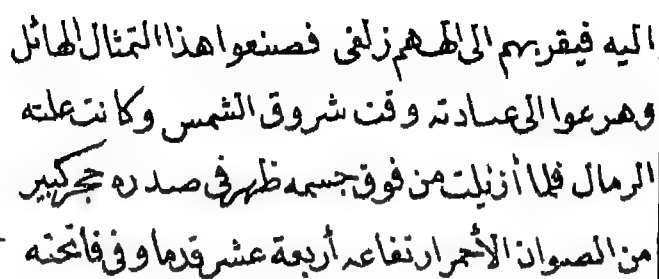 اليه فيقربهم الى الههم زلفى فصنعوا هذا التمثال الهائل
وهرعوا الى عبادته وقت شروق الشمس وكانت علته
الرمال فلما أزيلت من فوق جسمه ظهر في صدره حجر كبير
من الصوان الأحمر ارتفاعه أربعة عشر قدما وفي فاتحته